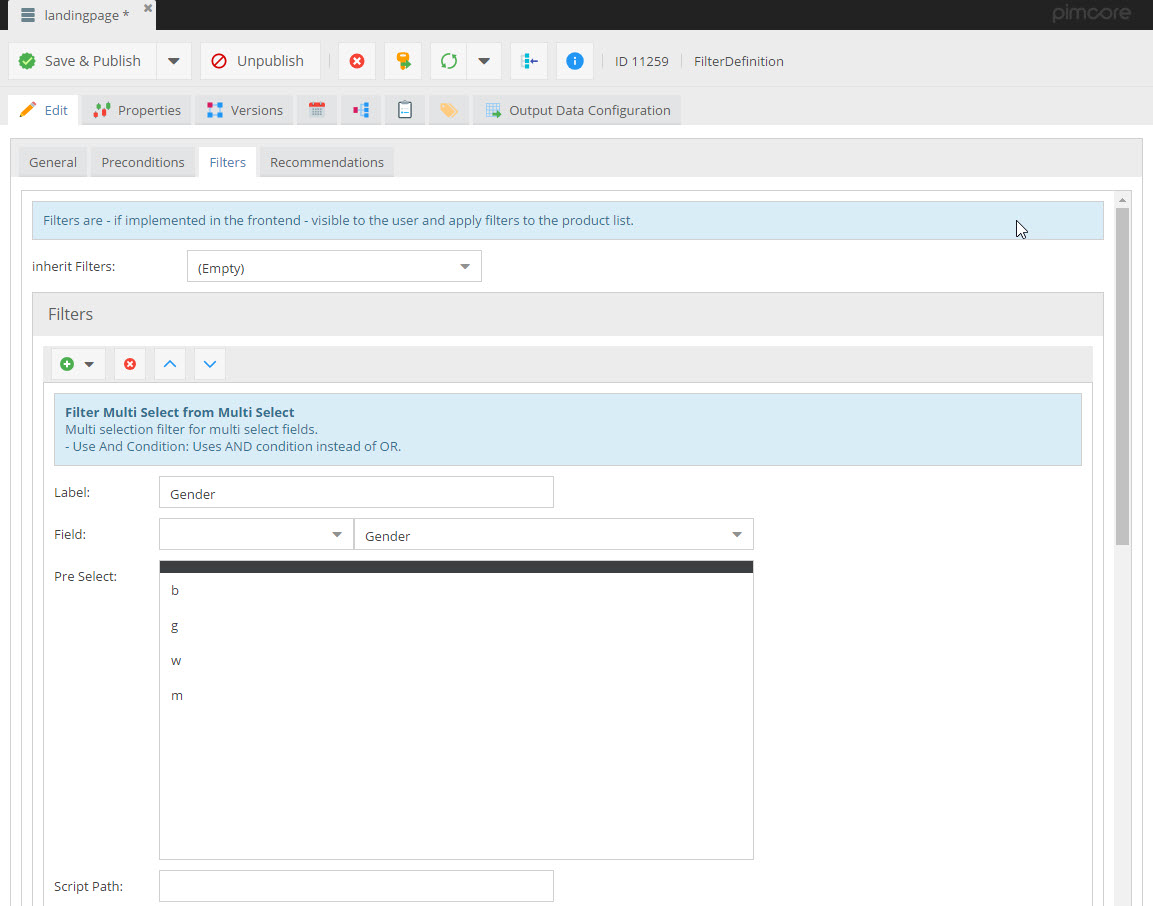 landingpage *
pimcore
Save & Publish
Unpublish
ID 11259
FilterDefinition
Edit
Properties
Versions
Output Data Configuration
General
Preconditions
Filters
Recommendations
Filters are - if implemented in the frontend - visible to the user and apply filters to the product list.
inherit Filters:
(Empty)
Filters
Filter Multi Select from Multi Select
Multi selection filter for multi select fields.
- Use And Condition: Uses AND condition instead of OR.
Label:
Gender
Field:
Gender
Pre Select:
b
g
w
m
Script Path: